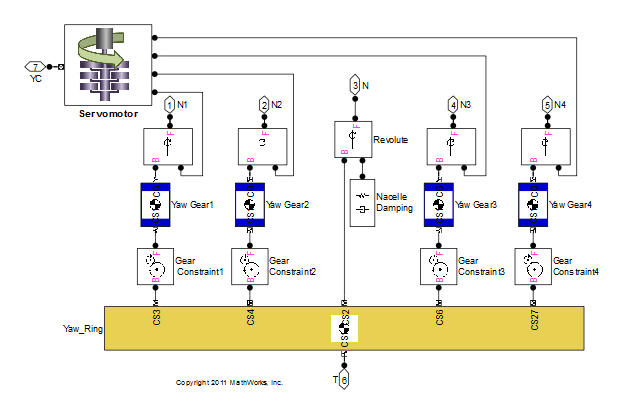 7
YC
Servomotor
1 N1
2 N2
3 N
4 N3
5 N4
F
F
F
F
F
B
B
B
B
B
Revolute
Nacelle
Damping
Yaw Gear1
Yaw Gear2
Yaw Gear3
Yaw Gear4
F
F
F
F
B
B
B
B
Gear
Constraint1
Gear
Constraint2
Gear
Constraint3
Gear
Constraint4
Yaw_Ring
CS3
CS4
CS2
CS6
CS27
T 6
Copyright 2011 MathWorks, Inc.